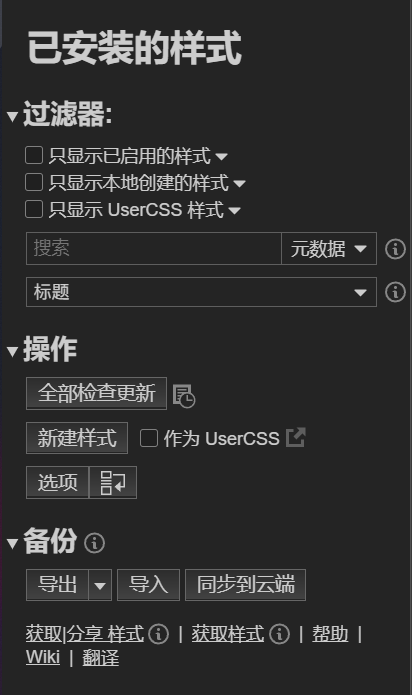 已安装的样式
过滤器:
只显示已启用的样式
只显示本地创建的样式
只显示 UserCSS 样式
搜索 元数据
标题
操作
全部检查更新
新建样式 作为 UserCSS
选项
备份
导出 导入 同步到云端
获取|分享 样式 | 获取样式 | 帮助 |
Wiki | 翻译